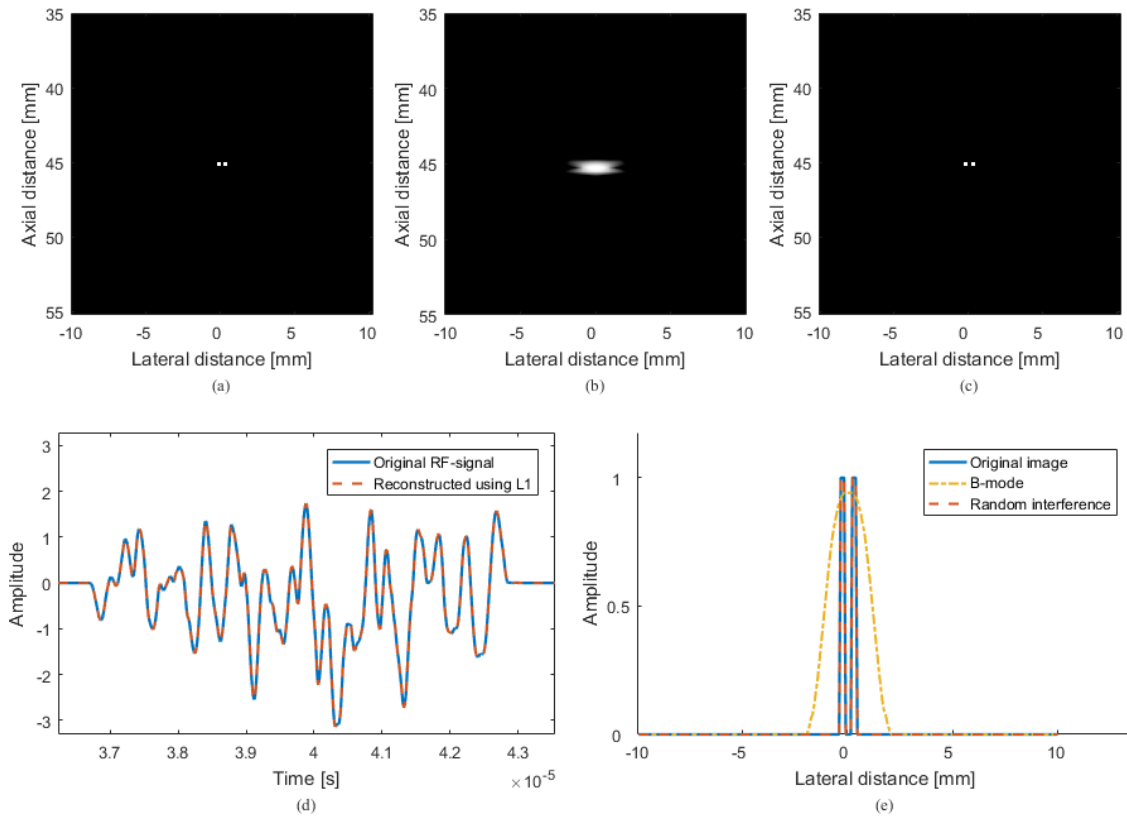 35
40
45
50
55
Axial distance [mm]
-10
-5
0
5
10
Lateral distance [mm]
(a)
35
40
45
50
55
Axial distance [mm]
-10
-5
0
5
10
Lateral distance [mm]
(b)
35
40
45
50
55
Axial distance [mm]
-10
-5
0
5
10
Lateral distance [mm]
(c)
3
2
1
0
-1
-2
-3
Amplitude
Original RF-signal
Reconstructed using L1
3.7
3.8
3.9
4
4.1
4.2
4.3
Time [s]
×10⁻⁵
(d)
1
0.5
0
Amplitude
Original image
B-mode
Random interference
-10
-5
0
5
10
Lateral distance [mm]
(e)